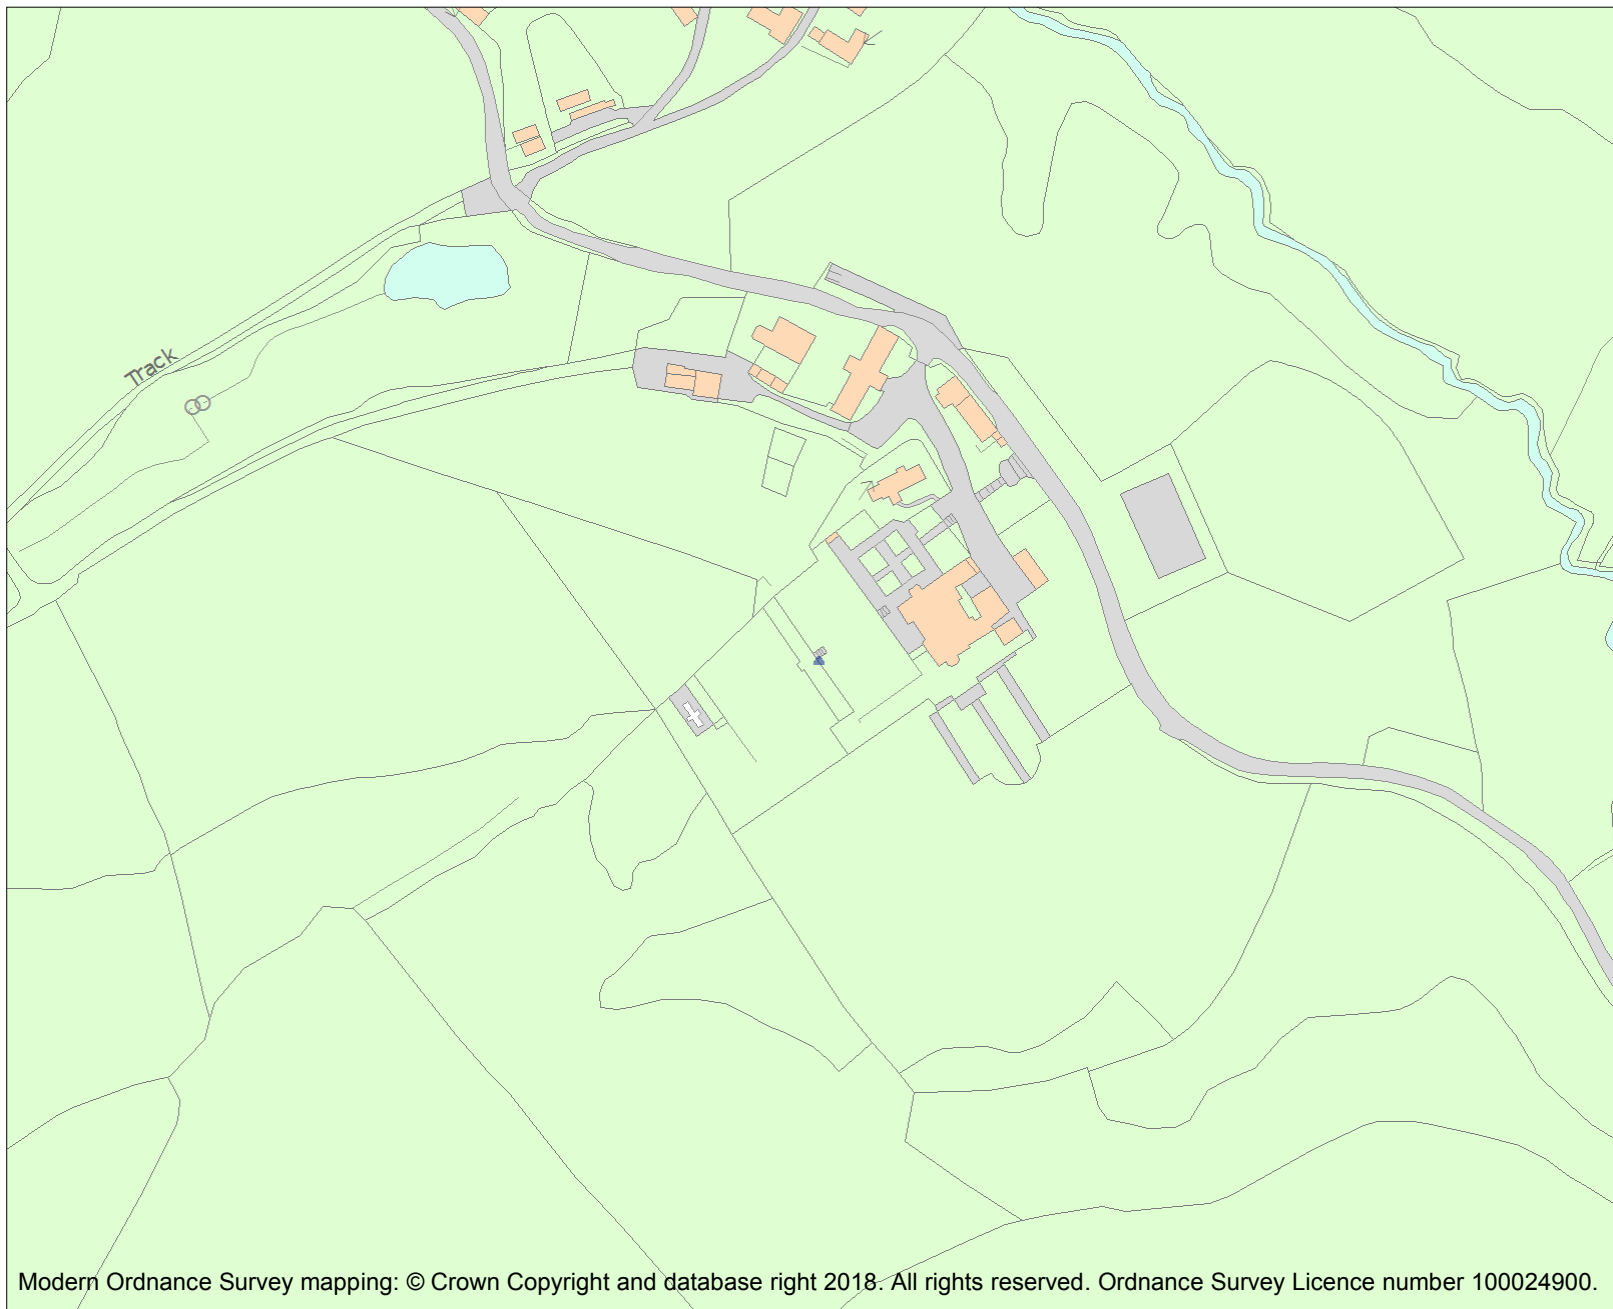 Track
Modern Ordnance Survey mapping: © Crown Copyright and database right 2018. All rights reserved. Ordnance Survey Licence number 100024900.